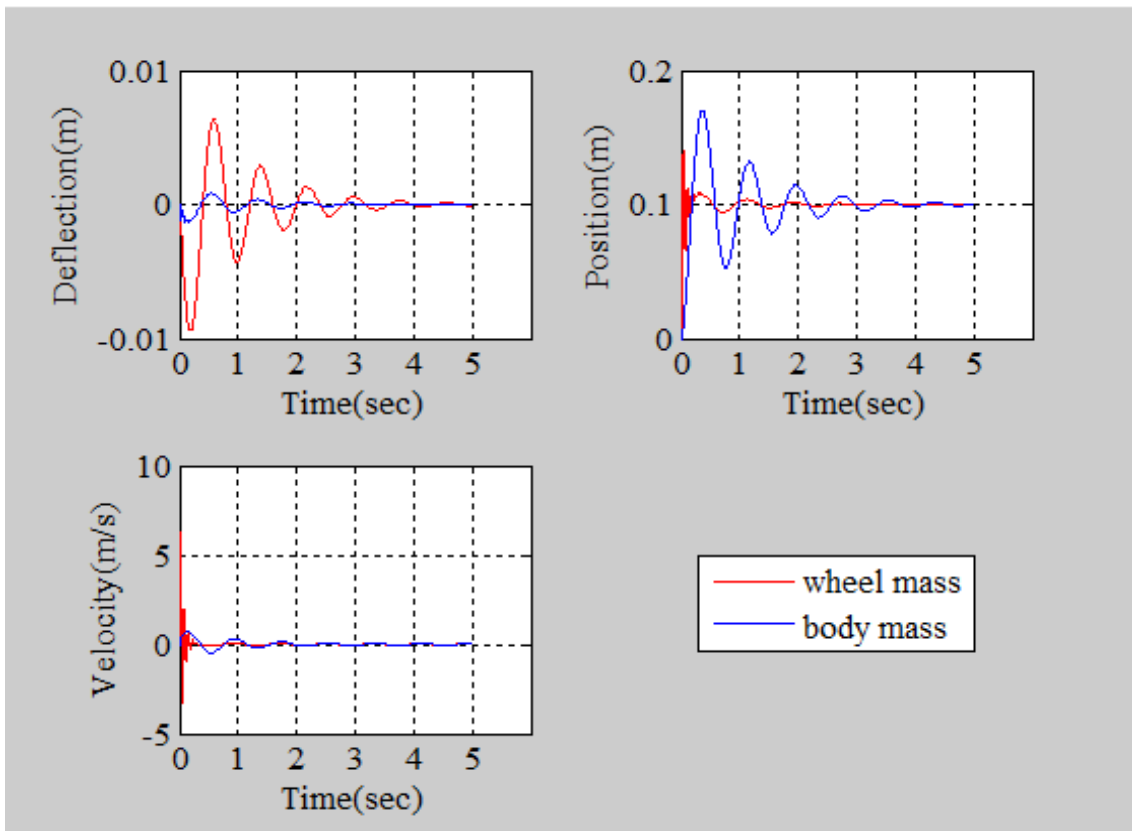 0.01
0
-0.01
Deflection(m)
0 1 2 3 4 5
Time(sec)
0.2
0.1
0
Position(m)
0 1 2 3 4 5
Time(sec)
10
5
0
-5
Velocity(m/s)
0 1 2 3 4 5
Time(sec)
wheel mass
body mass